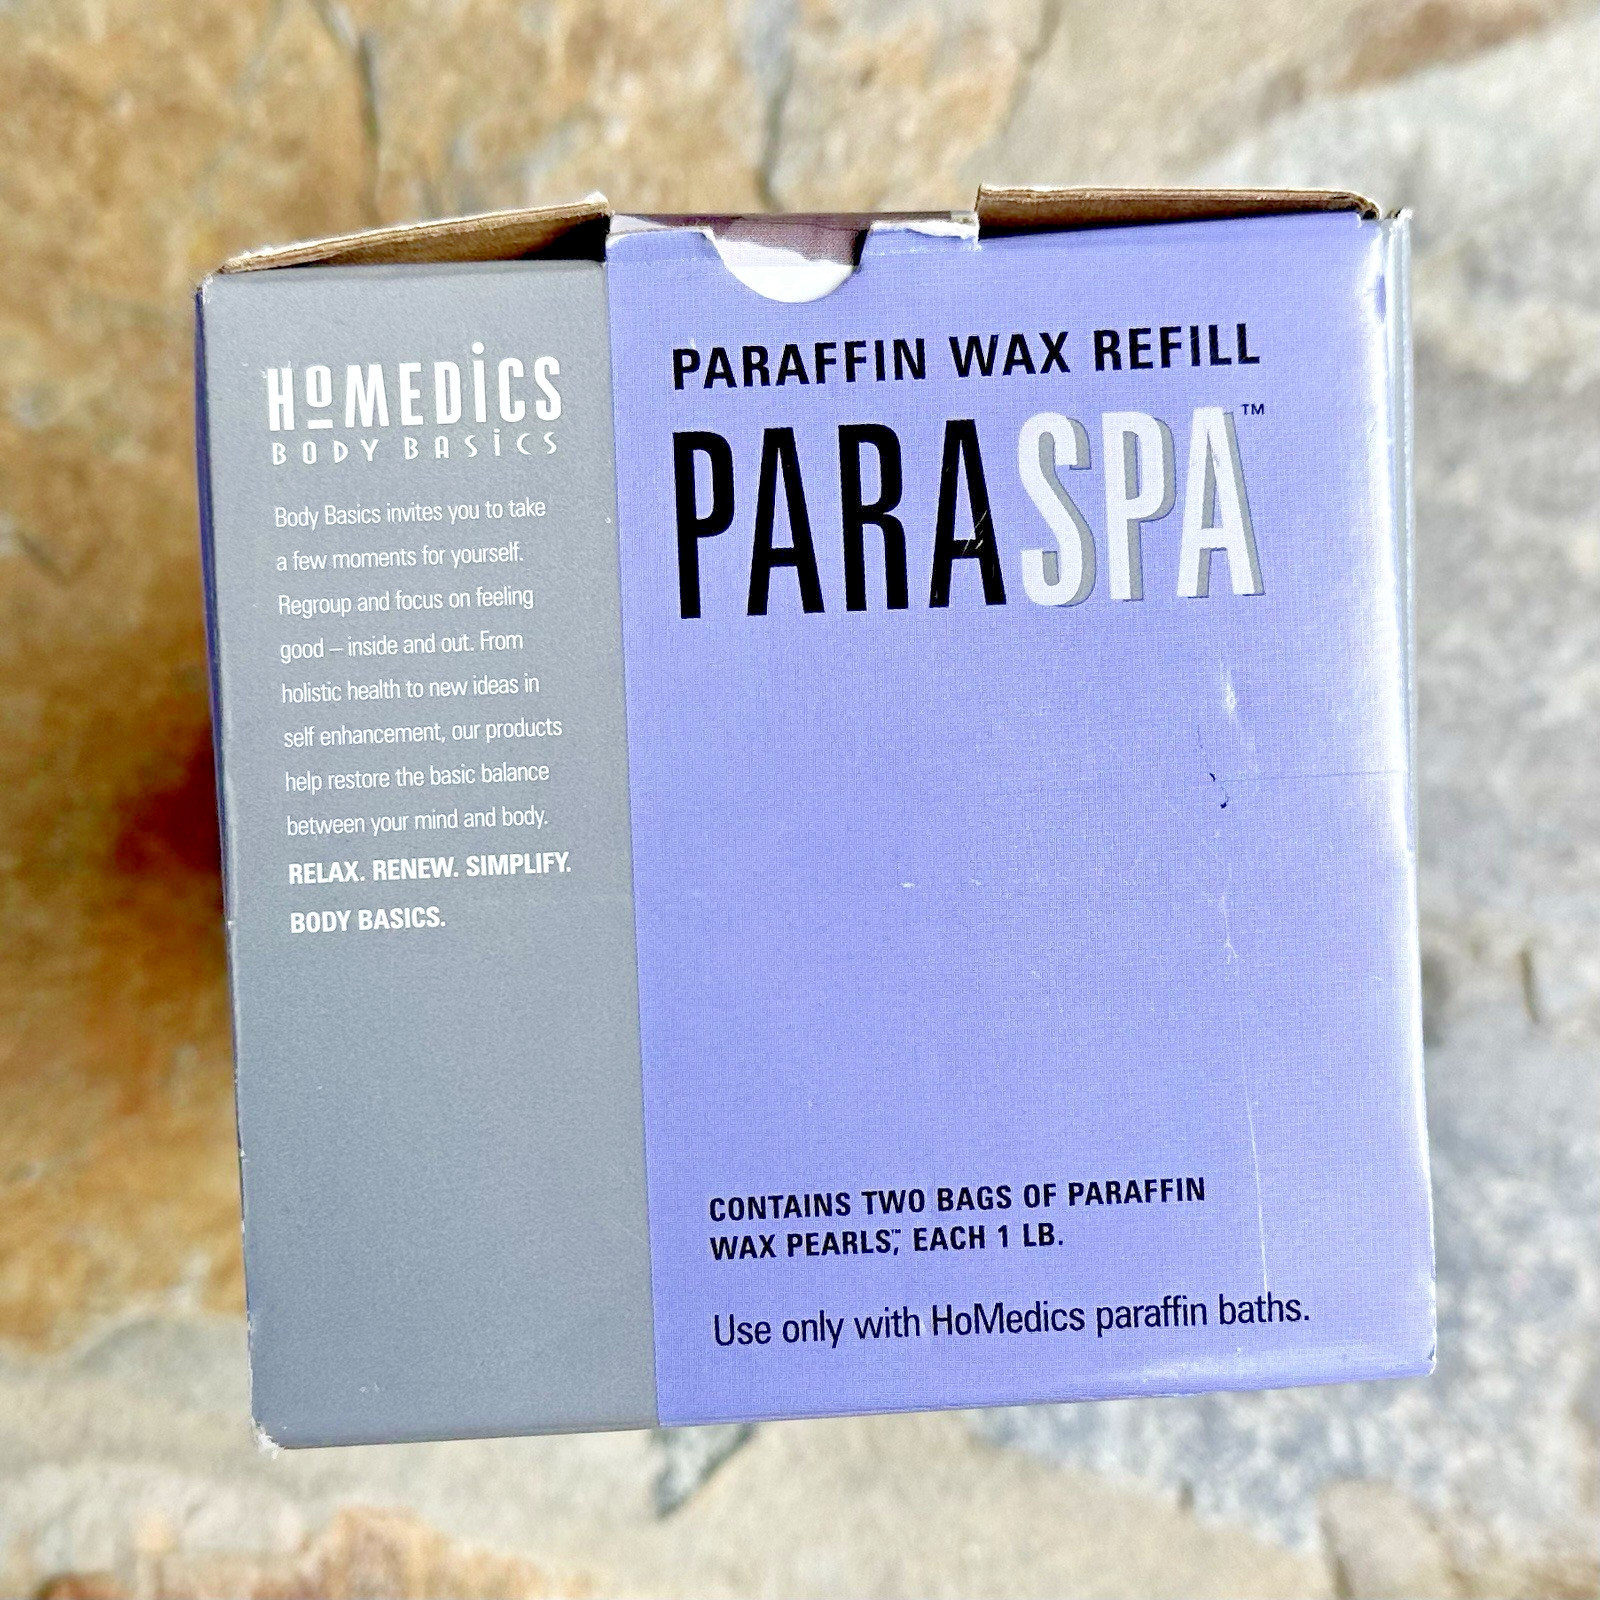 HoMEDiCS
BODY BASiCS
Body Basics invites you to take
a few moments for yourself.
Regroup and focus on feeling
good – inside and out. From
holistic health to new ideas in
self enhancement, our products
help restore the basic balance
between your mind and body.
RELAX. RENEW. SIMPLIFY.
BODY BASICS.
PARAFFIN WAX REFILL
PARASPA™
CONTAINS TWO BAGS OF PARAFFIN
WAX PEARLS™, EACH 1 LB.
Use only with HoMedics paraffin baths.